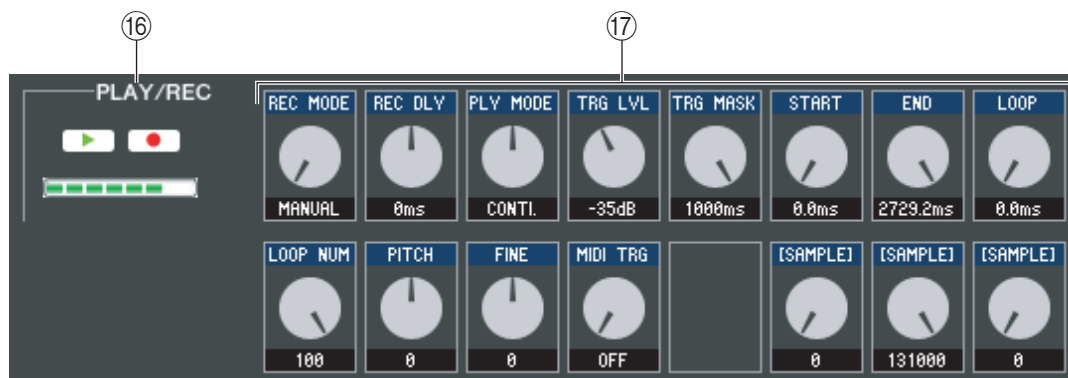 ⑯ ⑰
PLAY/REC
REC MODE REC DLY PLY MODE TRG LVL TRG MASK START END LOOP
MANUAL 0ms CONTI. -35dB 1000ms 0.0ms 2729.2ms 0.0ms
LOOP NUM PITCH FINE MIDI TRG [SAMPLE] [SAMPLE] [SAMPLE]
100 0 0 OFF 0 131000 0